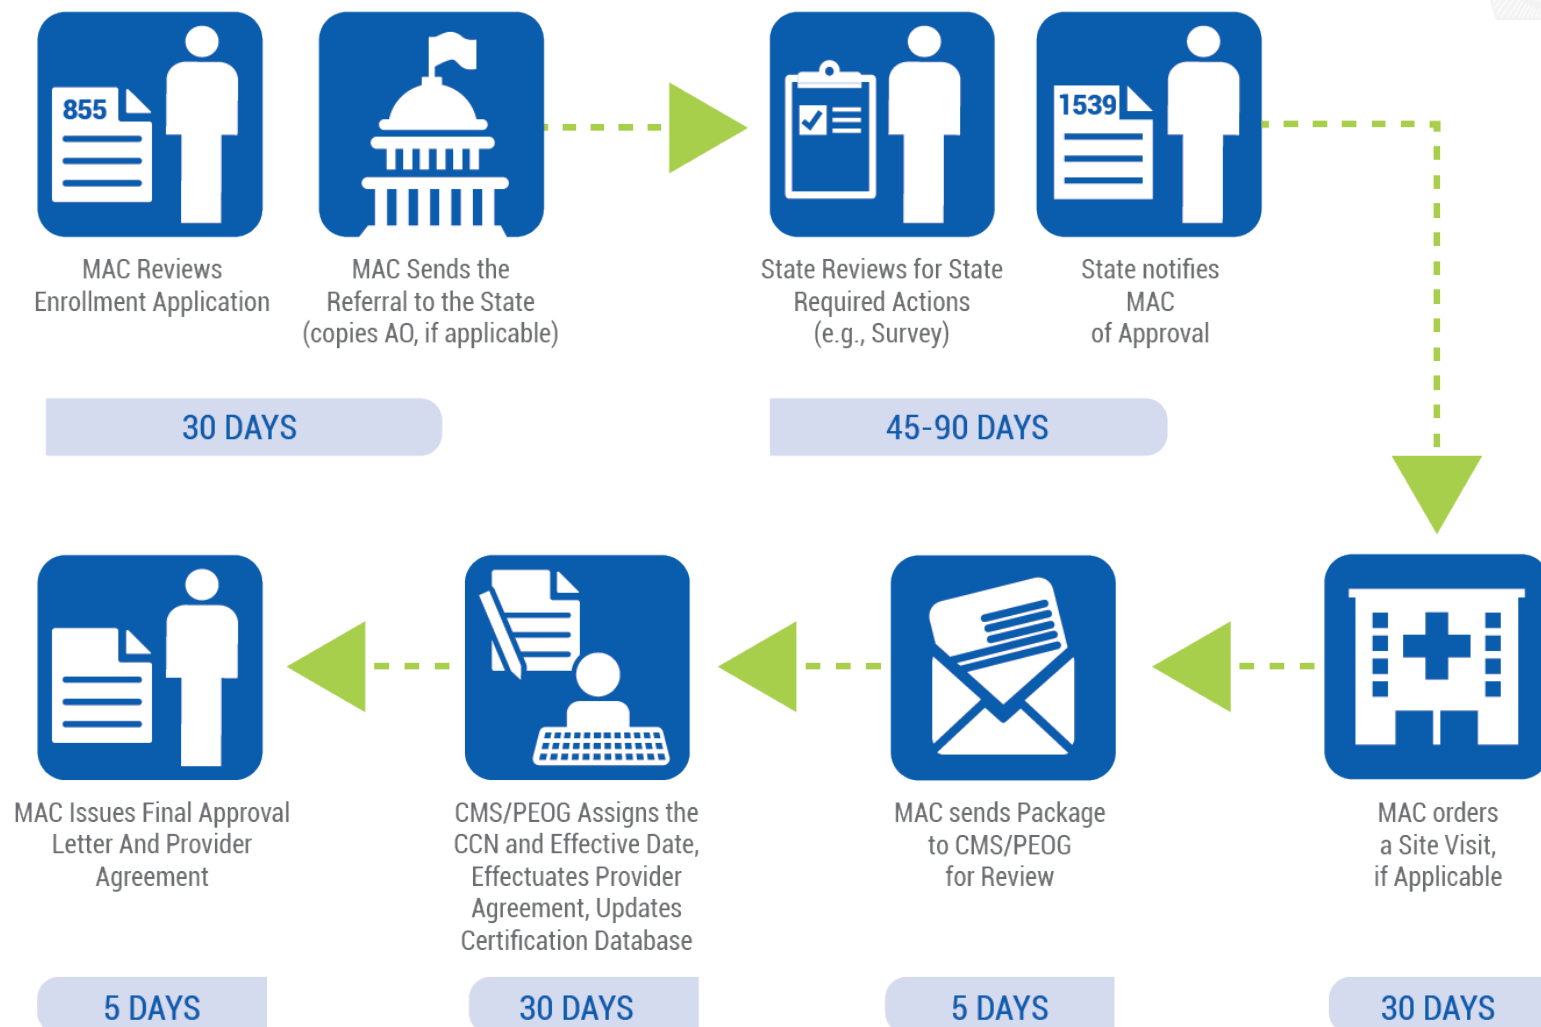 855
MAC Reviews
Enrollment Application
MAC Sends the
Referral to the State
(copies AO, if applicable)
30 DAYS
State Reviews for State
Required Actions
(e.g., Survey)
1539
State notifies
MAC
of Approval
45-90 DAYS
MAC orders
a Site Visit,
if Applicable
30 DAYS
MAC sends Package
to CMS/PEOG
for Review
5 DAYS
CMS/PEOG Assigns the
CCN and Effective Date,
Effectuates Provider
Agreement, Updates
Certification Database
30 DAYS
MAC Issues Final Approval
Letter And Provider
Agreement
5 DAYS